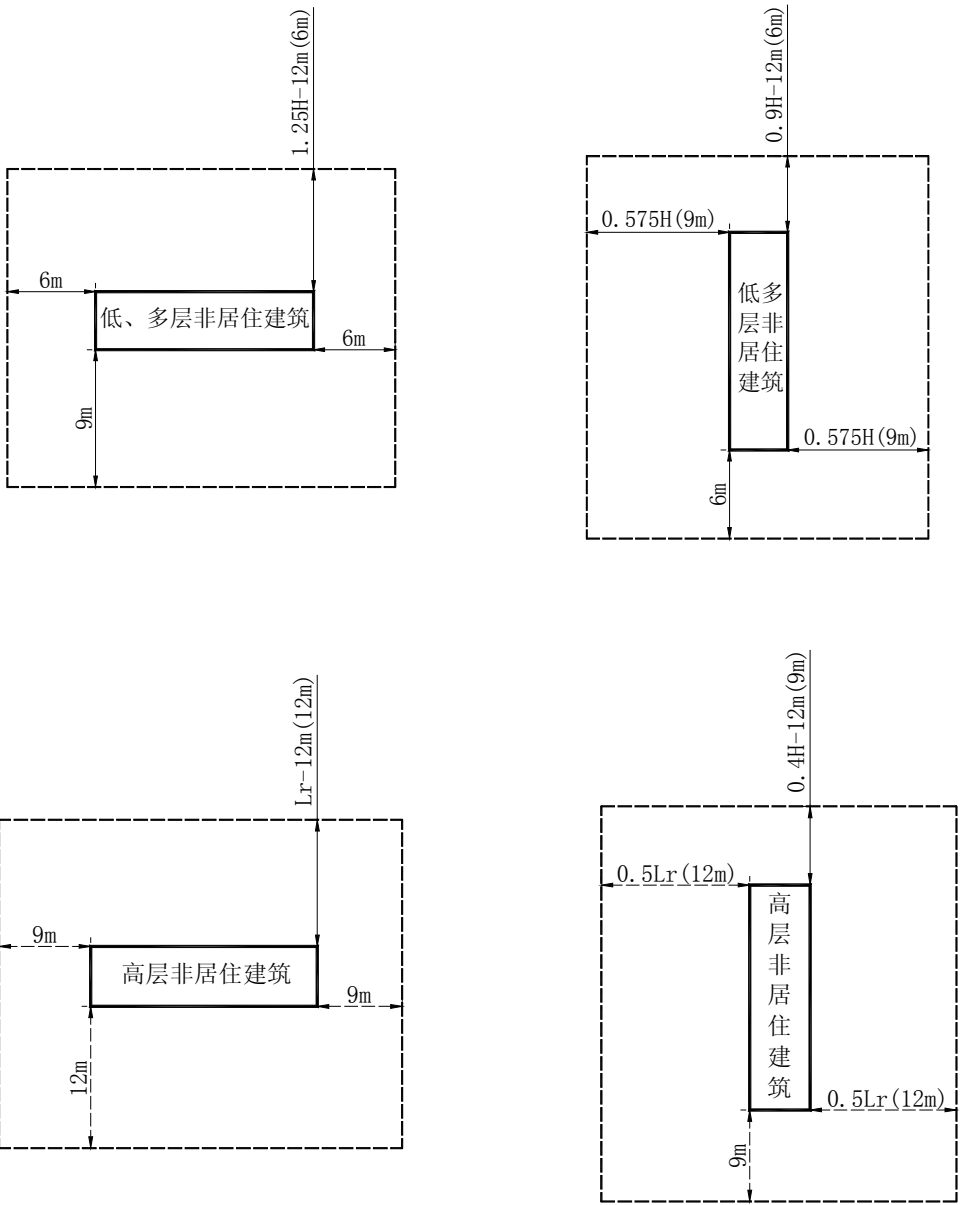 1.25H-12m(6m)
6m
低、多层非居住建筑
6m
9m
0.9H-12m(6m)
0.575H(9m)
低多
层非
居住
建筑
0.575H(9m)
6m
Lr-12m(12m)
9m
高层非居住建筑
9m
12m
0.4H-12m(9m)
0.5Lr(12m)
高
层
非
居
住
建
筑
0.5Lr(12m)
9m